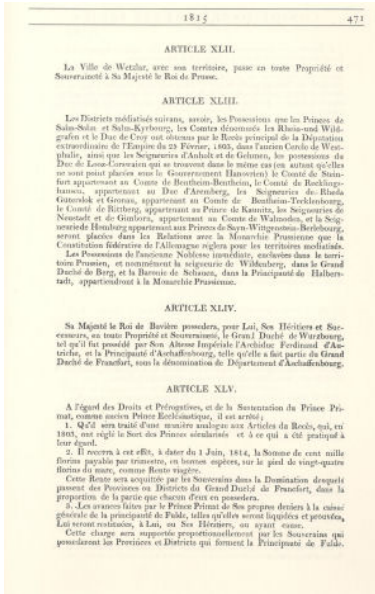 1815 471
ARTICLE XLII.
La Ville de Wetzlar, avec son territoire, passe en toute Propriété et
Souveraineté à Sa Majesté le Roi de Prusse.
ARTICLE XLIII.
Les Districts médiatisés suivans, savoir, les Possessions que les Princes de
Salm-Salm et Salm-Kyrbourg, les Comtes dénommés les Rhein-und Wild-
grafen et le Duc de Croy ont obtenus par le Recès principal de la Députation
extraordinaire de l'Empire du 25 Février, 1803, dans l'ancien Cercle de West-
phalie, ainsi que les Seigneuries d'Anholt et de Gehmen, les possessions du
Duc de Looz-Corswaren qui se trouvent dans le même cas (en autant qu'elles
ne sont point placées sous le Gouvernement Hanovrien) le Comté de Stein-
furt appartenant au Comte de Bentheim-Bentheim, le Comté de Reckling-
hausen, appartenant au Duc d'Aremberg, les Seigneuries de Rheda
Gutersloh et Gronau, appartenant au Comte de Bentheim-Tecklenbourg,
le Comté de Rittberg, appartenant au Prince de Kaunitz, les Seigneuries de
Neustadt et de Gimborn, appartenant au Comte de Walmoden, et la Seig-
neurie de Homburg appartenant aux Princes de Sayn-Wittgenstein-Berlebourg,
seront placées dans les Relations avec la Monarchie Prussienne que la
Constitution fédérative de l'Allemagne réglera pour les territoires médiatisés.
Les Possessions de l'ancienne Noblesse immédiate, enclavées dans le terri-
toire Prussien, et nommément la seigneurie de Wildenberg, dans le Grand
Duché de Berg, et la Baronie de Schauen, dans la Principauté de Halbers-
tadt, appartiendront à la Monarchie Prussienne.
ARTICLE XLIV.
Sa Majesté le Roi de Bavière possedera, pour Lui, Ses Héritiers et Suc-
cesseurs, en toute Propriété et Souveraineté, le Grand Duché de Wurzbourg,
tel qu'il fut possédé par Son Altesse Impériale l'Archiduc Ferdinand d'Au-
triche, et la Principauté d'Aschaffenbourg, telle qu'elle a fait partie du Grand
Duché de Francfort, sous la dénomination de Département d'Aschaffenbourg.
ARTICLE XLV.
A l'égard des Droits et Prérogatives, et de la Sustentation du Prince Pri-
mat, comme ancien Prince Ecclésiastique, il est arrêté;
1. Qu'il sera traité d'une manière analogue aux Articles du Recès, qui, en
1803, ont réglé le Sort des Princes sécularisés et à ce qui a été pratiqué à
leur égard.
2. Il recevra à cet effêt, à dater du 1 Juin, 1814, la Somme de cent mille
florins payable par trimestre, en bonnes espèces, sur le pied de vingt-quatre
florins du marc, comme Rente viagère.
Cette Rente sera acquittée par les Souverains dans la Domination desquels
passent des Provinces ou Districts du Grand Duché de Francfort, dans la
proportion de la partie que chacun d'eux en possedera.
3. Les avances faites par le Prince Primat de Ses propres deniers à la caisse
générale de la principauté de Fulde, telles qu'elles seront liquidées et prouvées,
Lui seront restituées, à Lui, ou Ses Héritiers, ou ayant cause.
Cette charge sera supportée proportionnellement par les Souverains qui
possederont les Provinces et Districts qui forment la Principauté de Fulde.